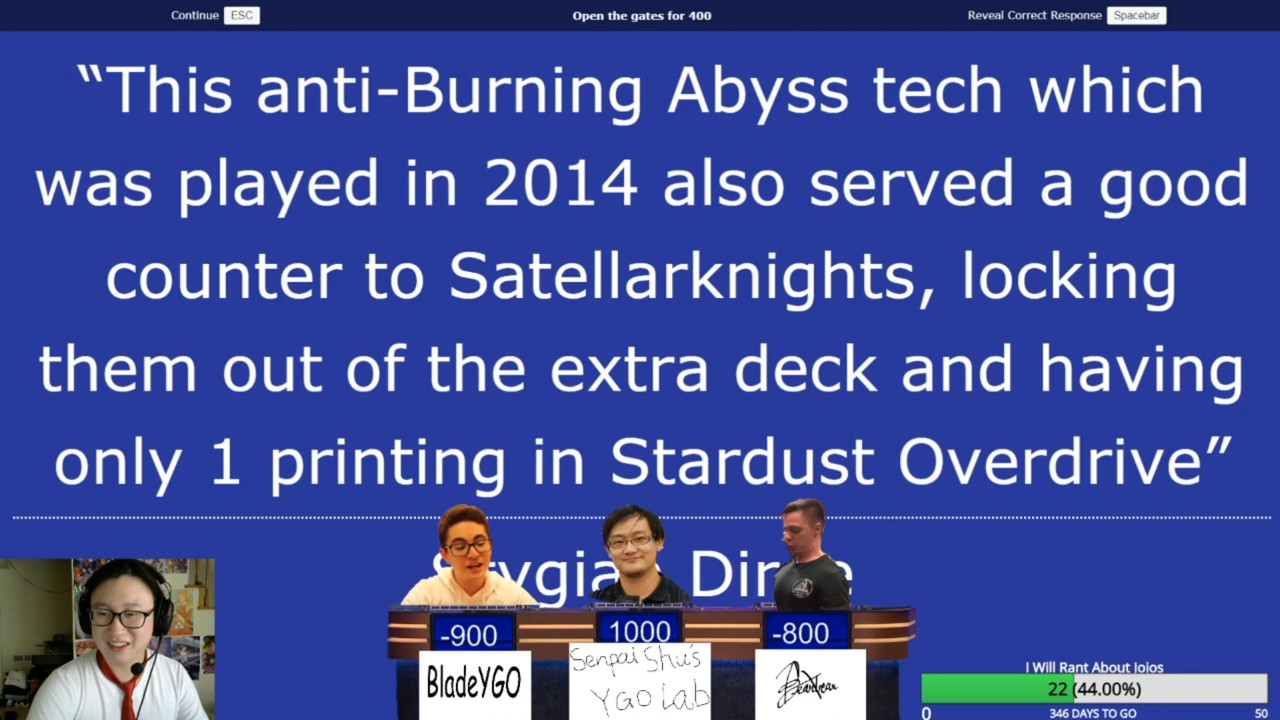 Continue ESC
Open the gates for 400
Reveal Correct Response Spacebar
“This anti-Burning Abyss tech which
was played in 2014 also served a good
counter to Satellarknights, locking
them out of the extra deck and having
only 1 printing in Stardust Overdrive”
-900
1000
-800
BladeYGO
Senpai Shu's
YGO Lab
I Will Rant About Jojos
22 (44.00%)
0
346 DAYS TO GO
50